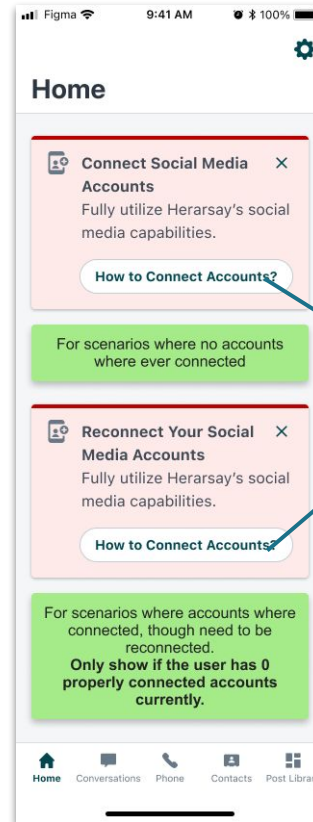 Figma 9:41 AM 100%
Home
Connect Social Media
Accounts
Fully utilize Herarsay's social
media capabilities.
How to Connect Accounts?
For scenarios where no accounts
where ever connected
Reconnect Your Social
Media Accounts
Fully utilize Herarsay's social
media capabilities.
How to Connect Accounts?
For scenarios where accounts where
connected, though need to be
reconnected.
Only show if the user has 0
properly connected accounts
currently.
Home Conversations Phone Contacts Post Librar